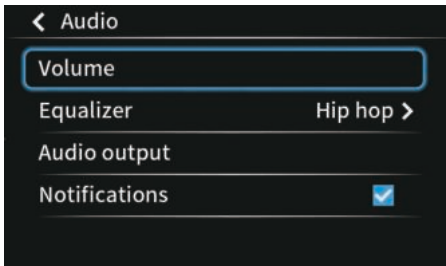 Audio
Volume
Equalizer Hip hop
Audio output
Notifications